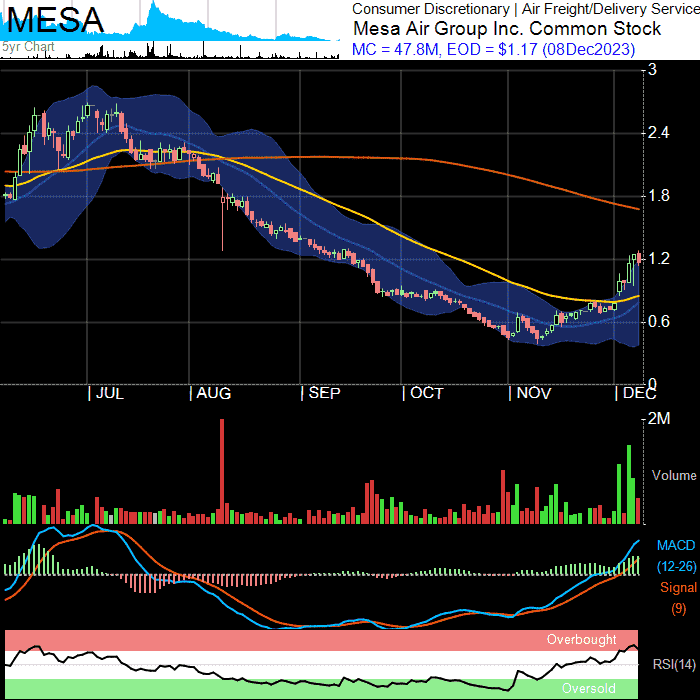 MESA
5yr Chart
Consumer Discretionary | Air Freight/Delivery Service
Mesa Air Group Inc. Common Stock
MC = 47.8M, EOD = $1.17 (08Dec2023)
3
2.4
1.8
1.2
0.6
0
| JUL
| AUG
| SEP
| OCT
| NOV
| DEC
2M
Volume
MACD
(12-26)
Signal
(9)
Overbought
RSI(14)
Oversold